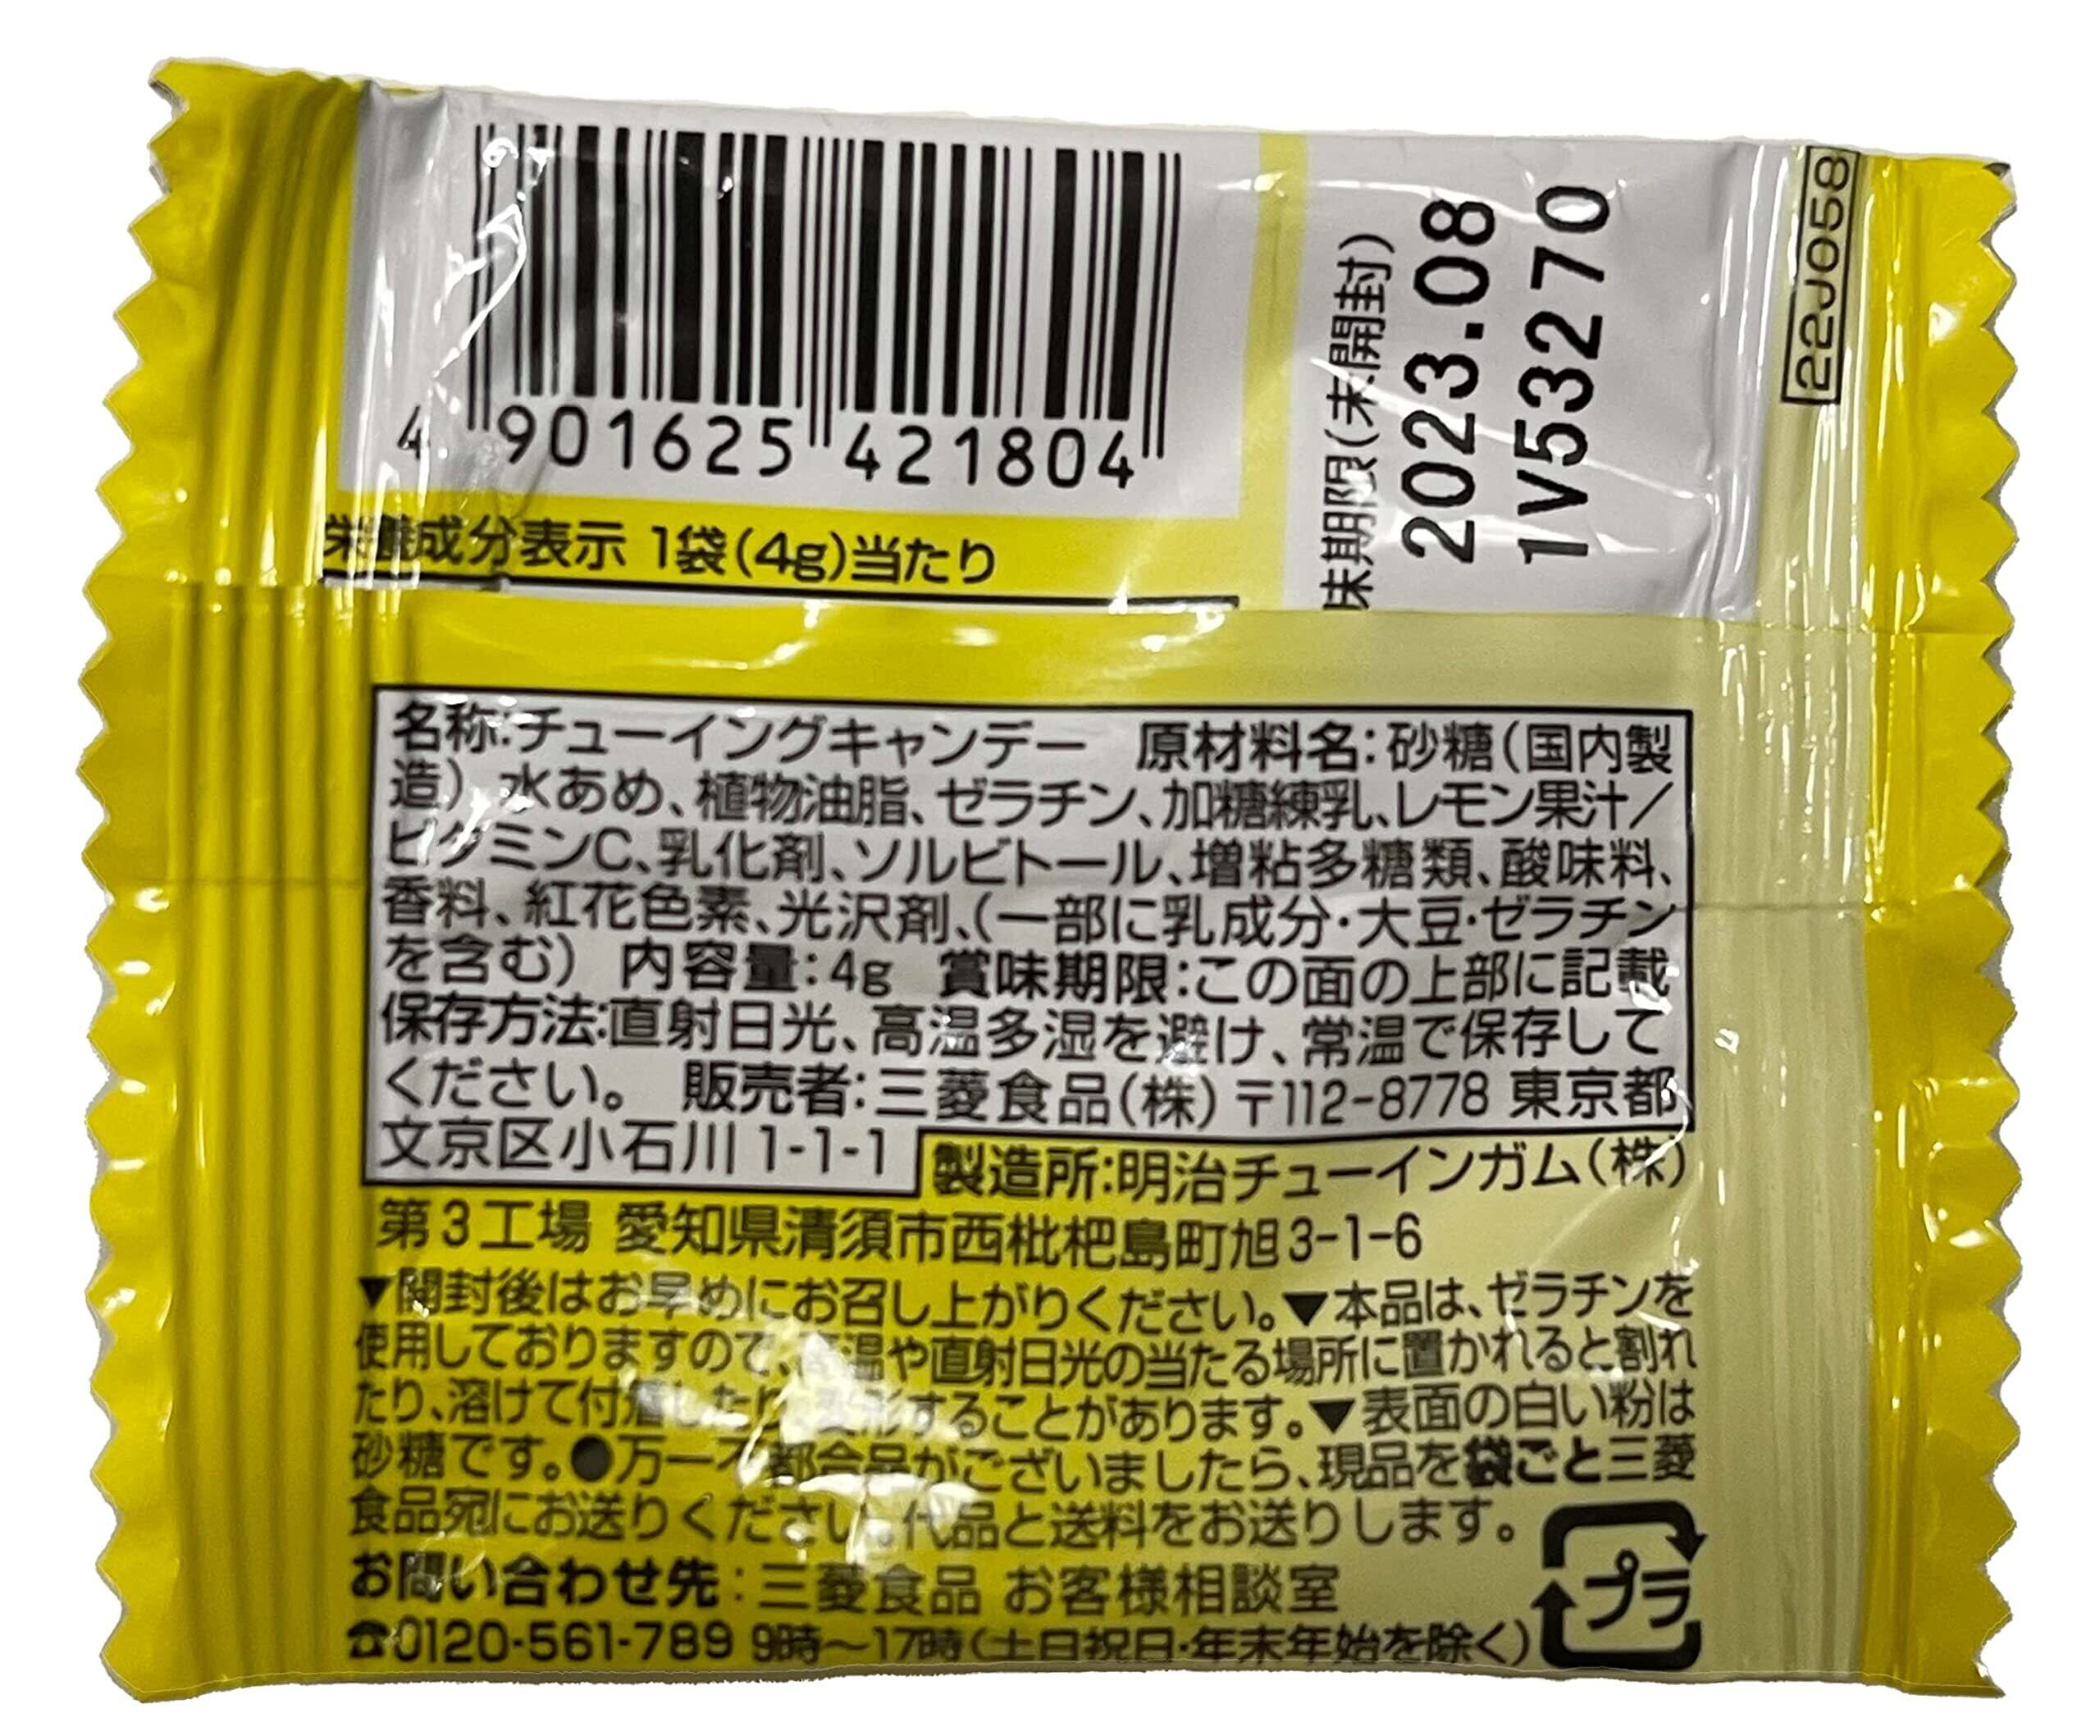 4 901625 421804
味期限(未開封)
2023.08
1V53270
22J058
栄養成分表示 1袋(4g)当たり
名称:チューイングキャンデー 原材料名:砂糖(国内製
造)、水あめ、植物油脂、ゼラチン、加糖練乳、レモン果汁/
ビタミンC、乳化剤、ソルビトール、増粘多糖類、酸味料、
香料、紅花色素、光沢剤、(一部に乳成分・大豆・ゼラチン
を含む) 内容量:4g 賞味期限:この面の上部に記載
保存方法:直射日光、高温多湿を避け、常温で保存して
ください。 販売者:三菱食品(株)〒112-8778 東京都
文京区小石川1-1-1 製造所:明治チューインガム(株)
第3工場 愛知県清須市西枇杷島町旭3-1-6
▼開封後はお早めにお召し上がりください。▼本品は、ゼラチンを
使用しておりますので、高温や直射日光の当たる場所に置かれると割れ
たり、溶けて付着したり、変形することがあります。▼表面の白い粉は
砂糖です。●万一不都合品がございましたら、現品を袋ごと三菱
食品宛にお送りください。代品と送料をお送りします。
お問い合わせ先:三菱食品 お客様相談室
☎0120-561-789 9時〜17時(土日祝日・年末年始を除く)
プラ